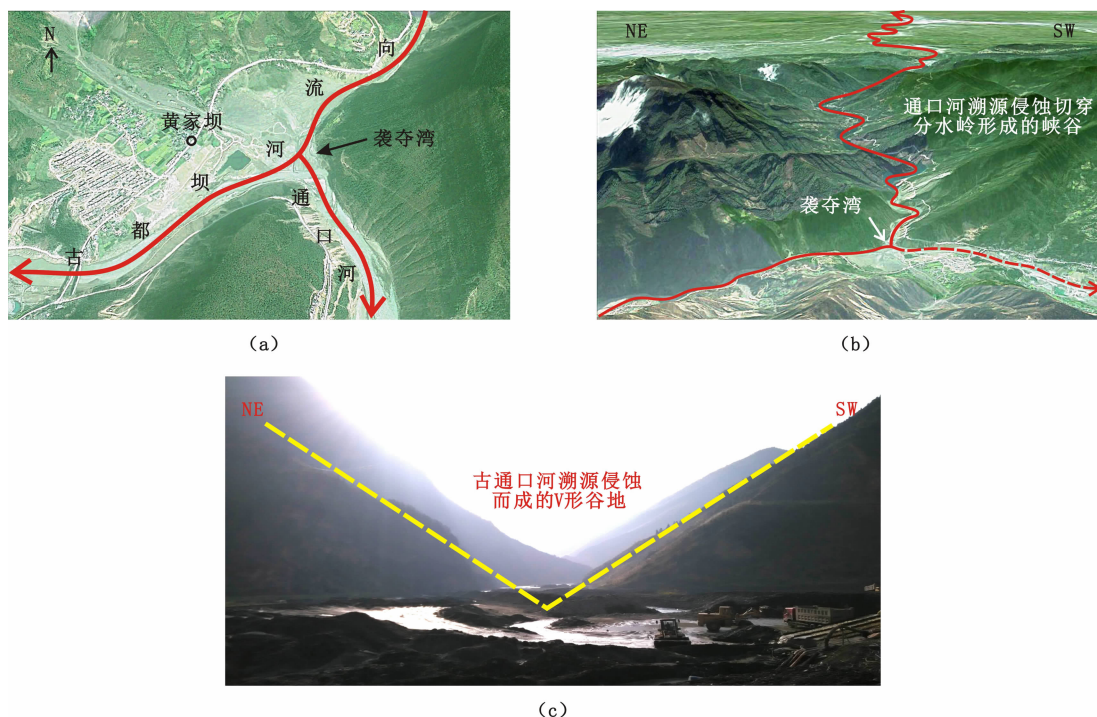 N
向
流
黄家坝
河
袭夺湾
坝
都
通
古
口
河
(a)
NE
SW
通口河溯源侵蚀切穿
分水岭形成的峡谷
袭夺湾
(b)
NE
SW
古通口河溯源侵蚀
而成的V形谷地
(c)